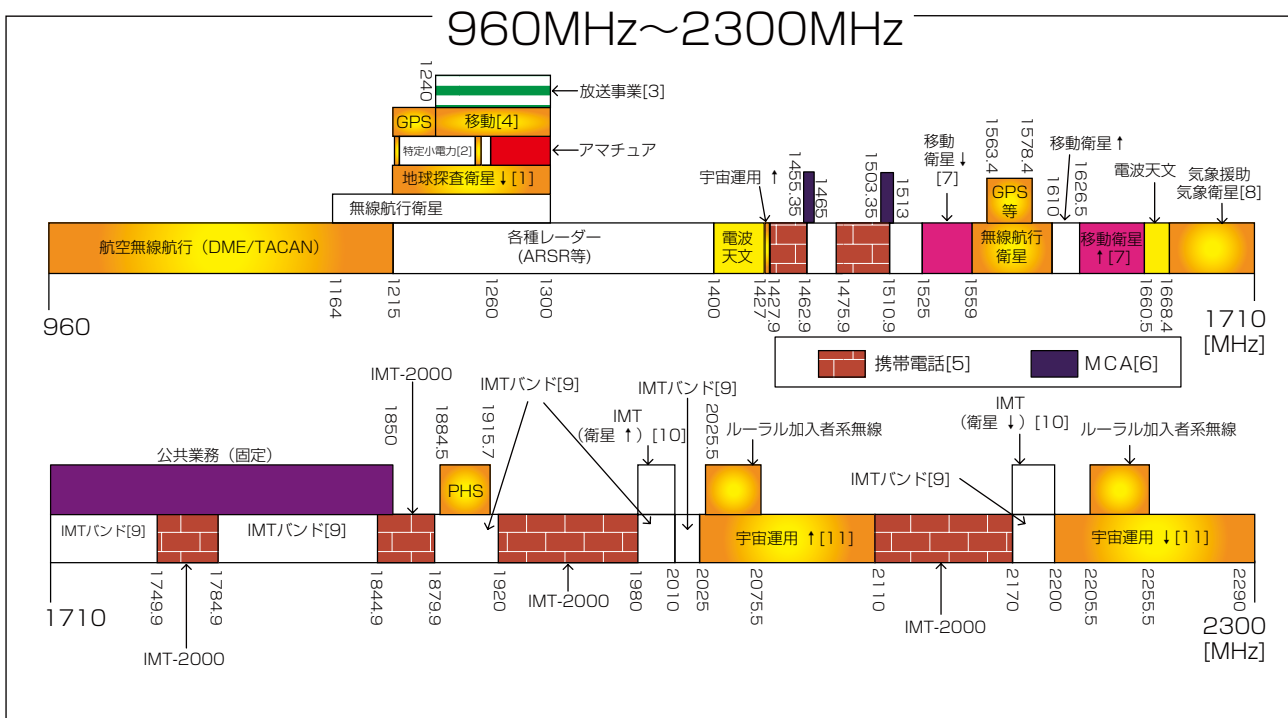 960MHz～2300MHz
1240
放送事業[3]
GPS
移動[4]
特定小電力[2]
アマチュア
地球探査衛星↓[1]
無線航行衛星
宇宙運用 ↑
1455.35
1465
1503.35
1513
移動
衛星↓
[7]
1563.4
1578.4
移動衛星↑
1610
1626.5
電波天文
気象援助
気象衛星[8]
GPS
等
航空無線航行（DME/TACAN）
各種レーダー
(ARSR等)
電波
天文
無線航行
衛星
移動衛星
↑[7]
960
1164
1215
1260
1300
1400
1427
1427.9
1462.9
1475.9
1510.9
1525
1559
1660.5
1668.4
1710
[MHz]
携帯電話[5]
MCA[6]
IMT-2000
IMTバンド[9]
IMTバンド[9]
公共業務（固定）
1850
1884.5
1915.7
IMT
（衛星 ↑）[10]
2025.5
ルーラル加入者系無線
IMT
（衛星 ↓）[10]
ルーラル加入者系無線
IMTバンド[9]
PHS
IMTバンド[9]
IMTバンド[9]
宇宙運用 ↑[11]
宇宙運用 ↓[11]
1710
1749.9
1784.9
1844.9
1879.9
1920
1980
2010
2025
2075.5
2110
2170
2200
2205.5
2255.5
2290
2300
[MHz]
IMT-2000
IMT-2000
IMT-2000